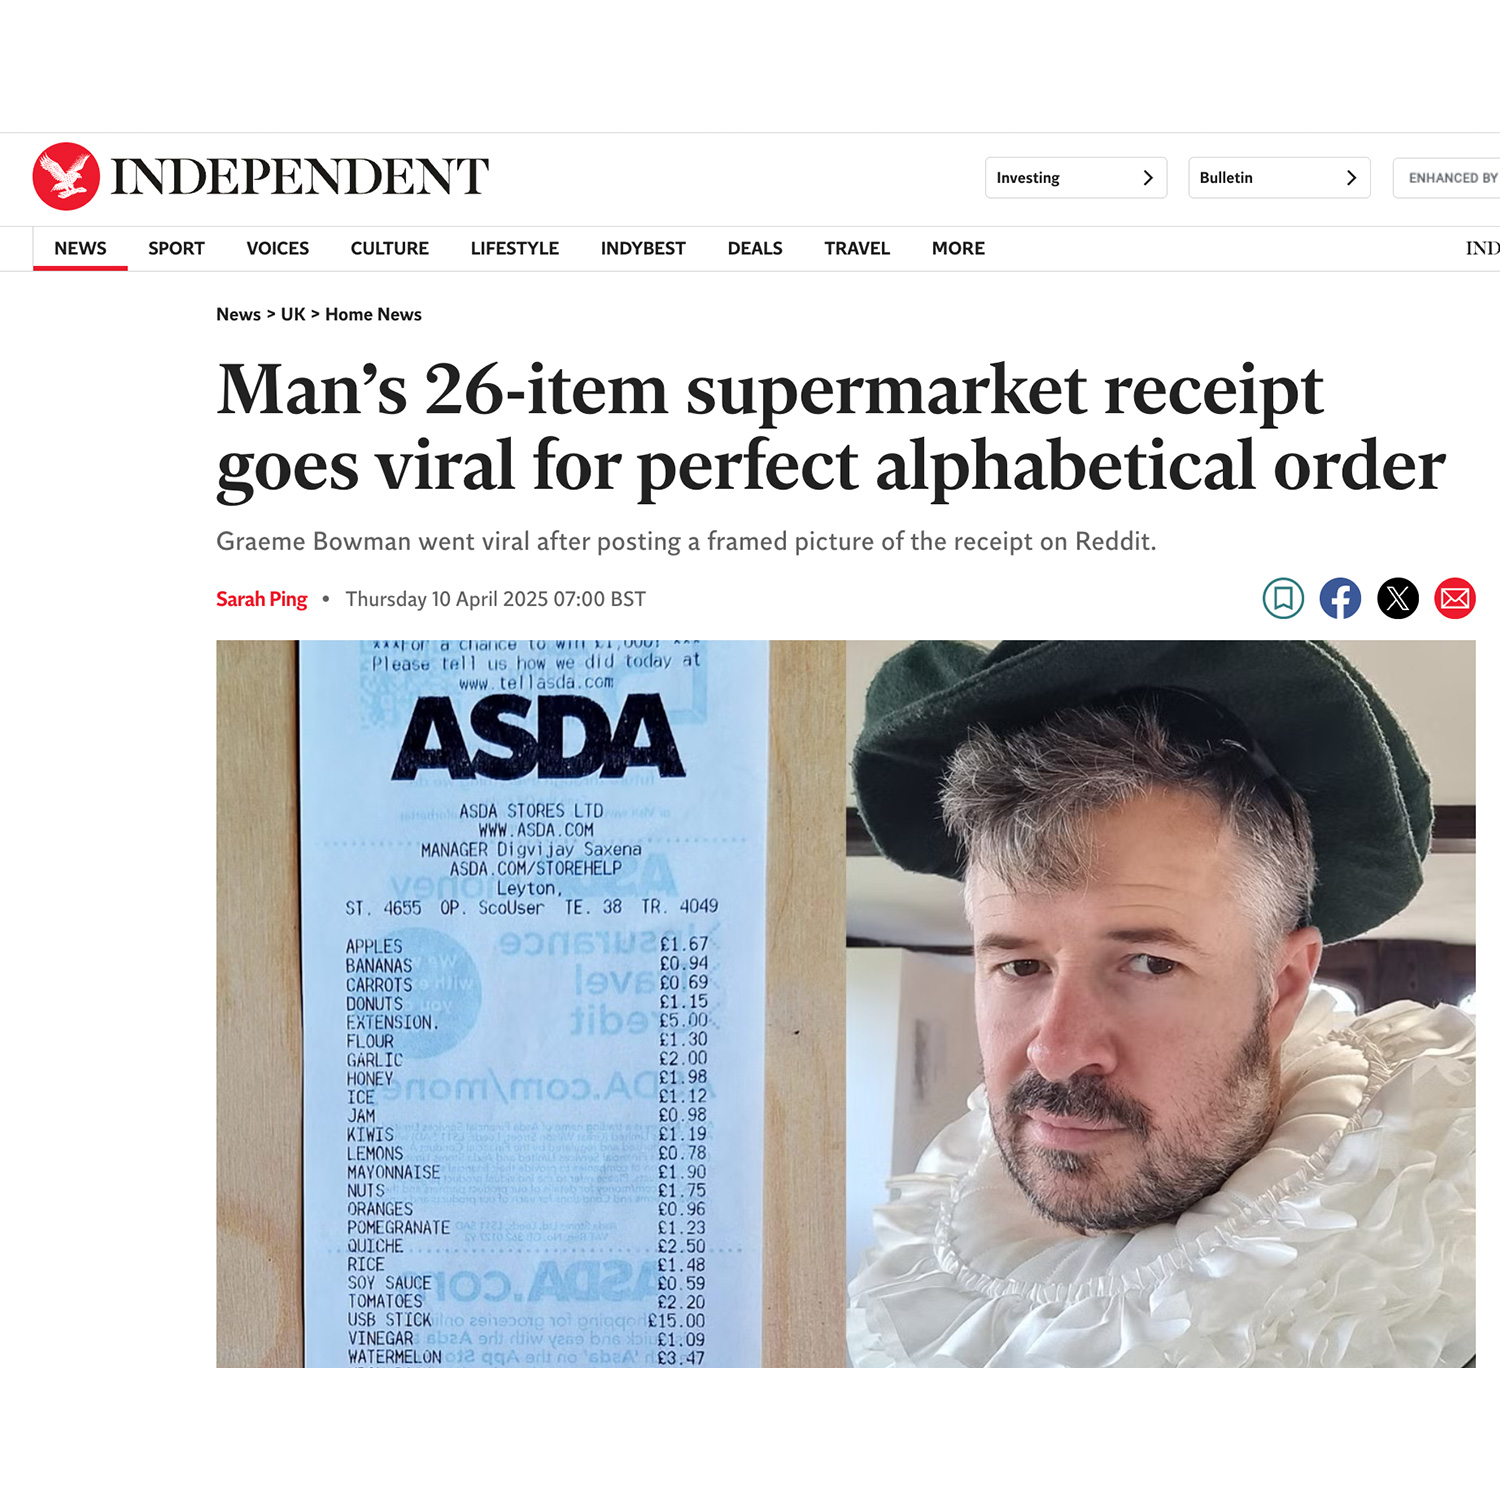 INDEPENDENT
Investing
Bulletin
ENHANCED BY
NEWS SPORT VOICES CULTURE LIFESTYLE INDYBEST DEALS TRAVEL MORE
IND
News > UK > Home News
Man’s 26-item supermarket receipt
goes viral for perfect alphabetical order
Graeme Bowman went viral after posting a framed picture of the receipt on Reddit.
Sarah Ping • Thursday 10 April 2025 07:00 BST
***For a chance to win £1,000! ***
Please tell us how we did today at
www.tellasda.com
ASDA
ASDA STORES LTD
WWW.ASDA.COM
MANAGER Digvijay Saxena
ASDA.COM/STOREHELP
Leyton,
ST. 4655 OP. ScoUser TE. 38 TR. 4049
APPLES £1.67
BANANAS £0.94
CARROTS £0.69
DONUTS £1.15
EXTENSION. £5.00
FLOUR £1.30
GARLIC £2.00
HONEY £1.98
ICE £1.12
JAM £0.98
KIWIS £1.19
LEMONS £0.78
MAYONNAISE £1.90
NUTS £1.75
ORANGES £0.96
POMEGRANATE £1.23
QUICHE £2.50
RICE £1.48
SOY SAUCE £0.59
TOMATOES £2.20
USB STICK £15.00
VINEGAR £1.09
WATERMELON £3.47